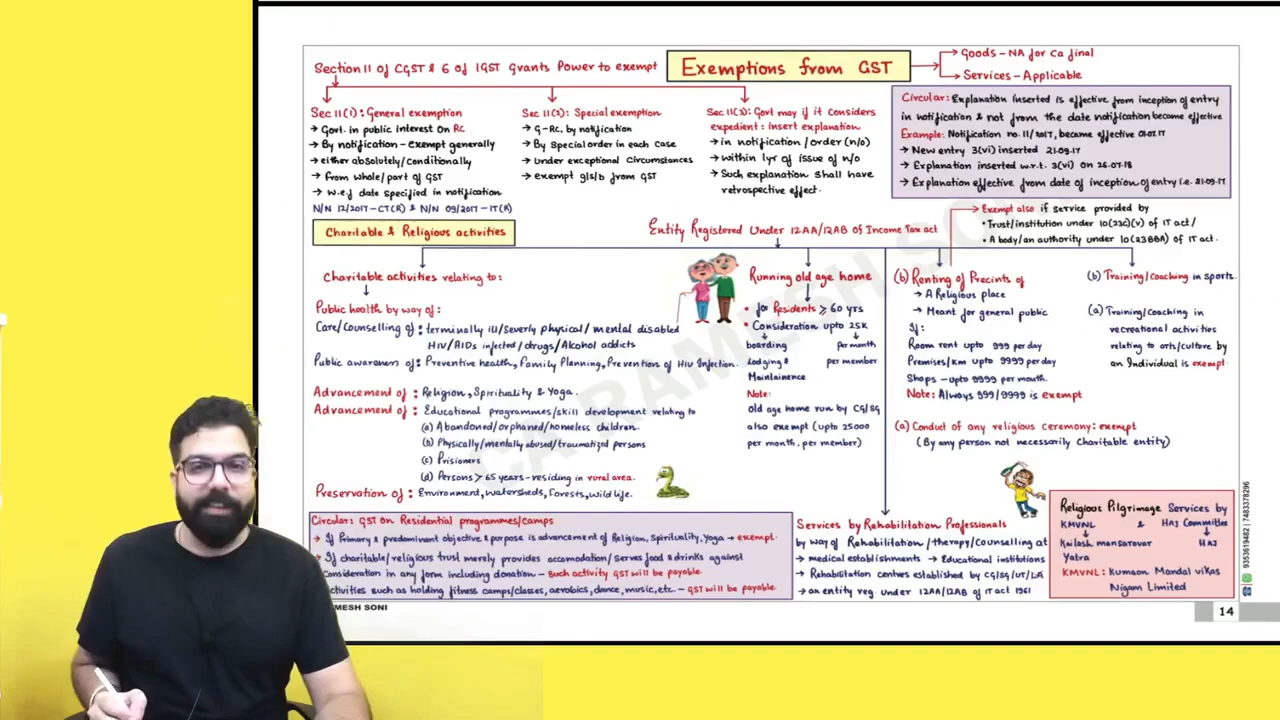 Section 11 of CGST & 6 of IGST Grants Power to exempt
Exemptions from GST
Goods - NA for Ca final
Services - Applicable
Sec 11(1): General exemption
→ Govt. in public interest on RC
→ By notification - exempt generally
→ either absolutely/conditionally
→ from whole/part of GST
→ w.e.f date specified in notification
N/N 12/2017-CT(R) & N/N 09/2017-IT(R)
Sec 11(2): Special exemption
→ G-RC. by notification
→ By Special order in each case
→ Under exceptional Circumstances
→ exempt g/s/b from GST
Sec 11(3): Govt may if it considers
expedient: insert explanation
→ in notification/order (n/o)
→ within 1yr of issue of n/o
→ Such explanation shall have
retrospective effect.
Circular: Explanation inserted is effective from inception of entry
in notification & not from the date notification became effective
Example: Notification no. 11/2017, became effective 01.07.17
→ New entry 3(vi) inserted 21.09.17
→ Explanation inserted w.r.t. 3(vi) on 26.07.18
→ Explanation effective from date of inception of entry i.e. 21.09.17
Charitable & Religious activities
Entity Registered Under 12AA/12AB of Income Tax act
Exempt also if service provided by
• Trust/institution under 10(23C)(v) of IT act/
• A body/an authority under 10(23BBA) of IT act.
Charitable activities relating to:
Public health by way of:
Care/Counselling of: terminally ill/severly physical/mental disabled
HIV/AIDs infected/drugs/Alcohol addicts
Public awareness of: Preventive health, Family Planning, Prevention of HIV Infection.
Advancement of: Religion, Spirituality & Yoga.
Advancement of: Educational programmes/skill development relating to
(a) Abandoned/orphaned/homeless children.
(b) Physically/mentally abused/traumatized persons
(c) Prisioners
(d) Persons > 65 years - residing in rural area.
Preservation of: Environment, watersheds, Forests, wild life.
Running old age home
• for Residents ≥ 60 yrs
• Consideration upto 25K
boarding per month
lodging & per member
Maintainence
Note:
old age home run by CG/SG
also exempt (upto 25000
per month, per member)
(b) Renting of Precints of
→ A Religious place
→ Meant for general public
If:
Room rent upto 999 per day
Premises/KM upto 9999 per day
Shops - upto 9999 per month.
Note: Always 999/9999 is exempt
(a) Conduct of any religious ceremony: exempt
(By any person not necessarily Charitable entity)
(b) Training/Coaching in sports.
(a) Training/Coaching in
recreational activities
relating to arts/culture by
an Individual is exempt.
Circular: GST on Residential programmes/camps
→ If Primary & predominant objective & purpose is advancement of Religion, Spirituality, Yoga → exempt.
→ If charitable/religious trust merely provides accomodation/serves food & drinks against
consideration in any form including donation - Such activity GST will be payable
activities such as holding fitness camps/classes, aerobics, dance, music, etc. - GST will be payable
Services by Rehabilitation Professionals
by way of Rehabilitation/therapy/counselling at
→ medical establishments → Educational institutions
→ Rehabilitation centres established by CG/SG/UT/LA
→ an entity reg. under 12AA/12AB of IT act 1961
Religious Pilgrimage Services by
KMVNL & HAJ Committee
Kailash mansarovar HAJ
Yatra
KMVNL: Kumaon Mandal vikas
Nigam Limited
MESH SONI
14
CA RAMESH SONI
9353619482 | 7483378296